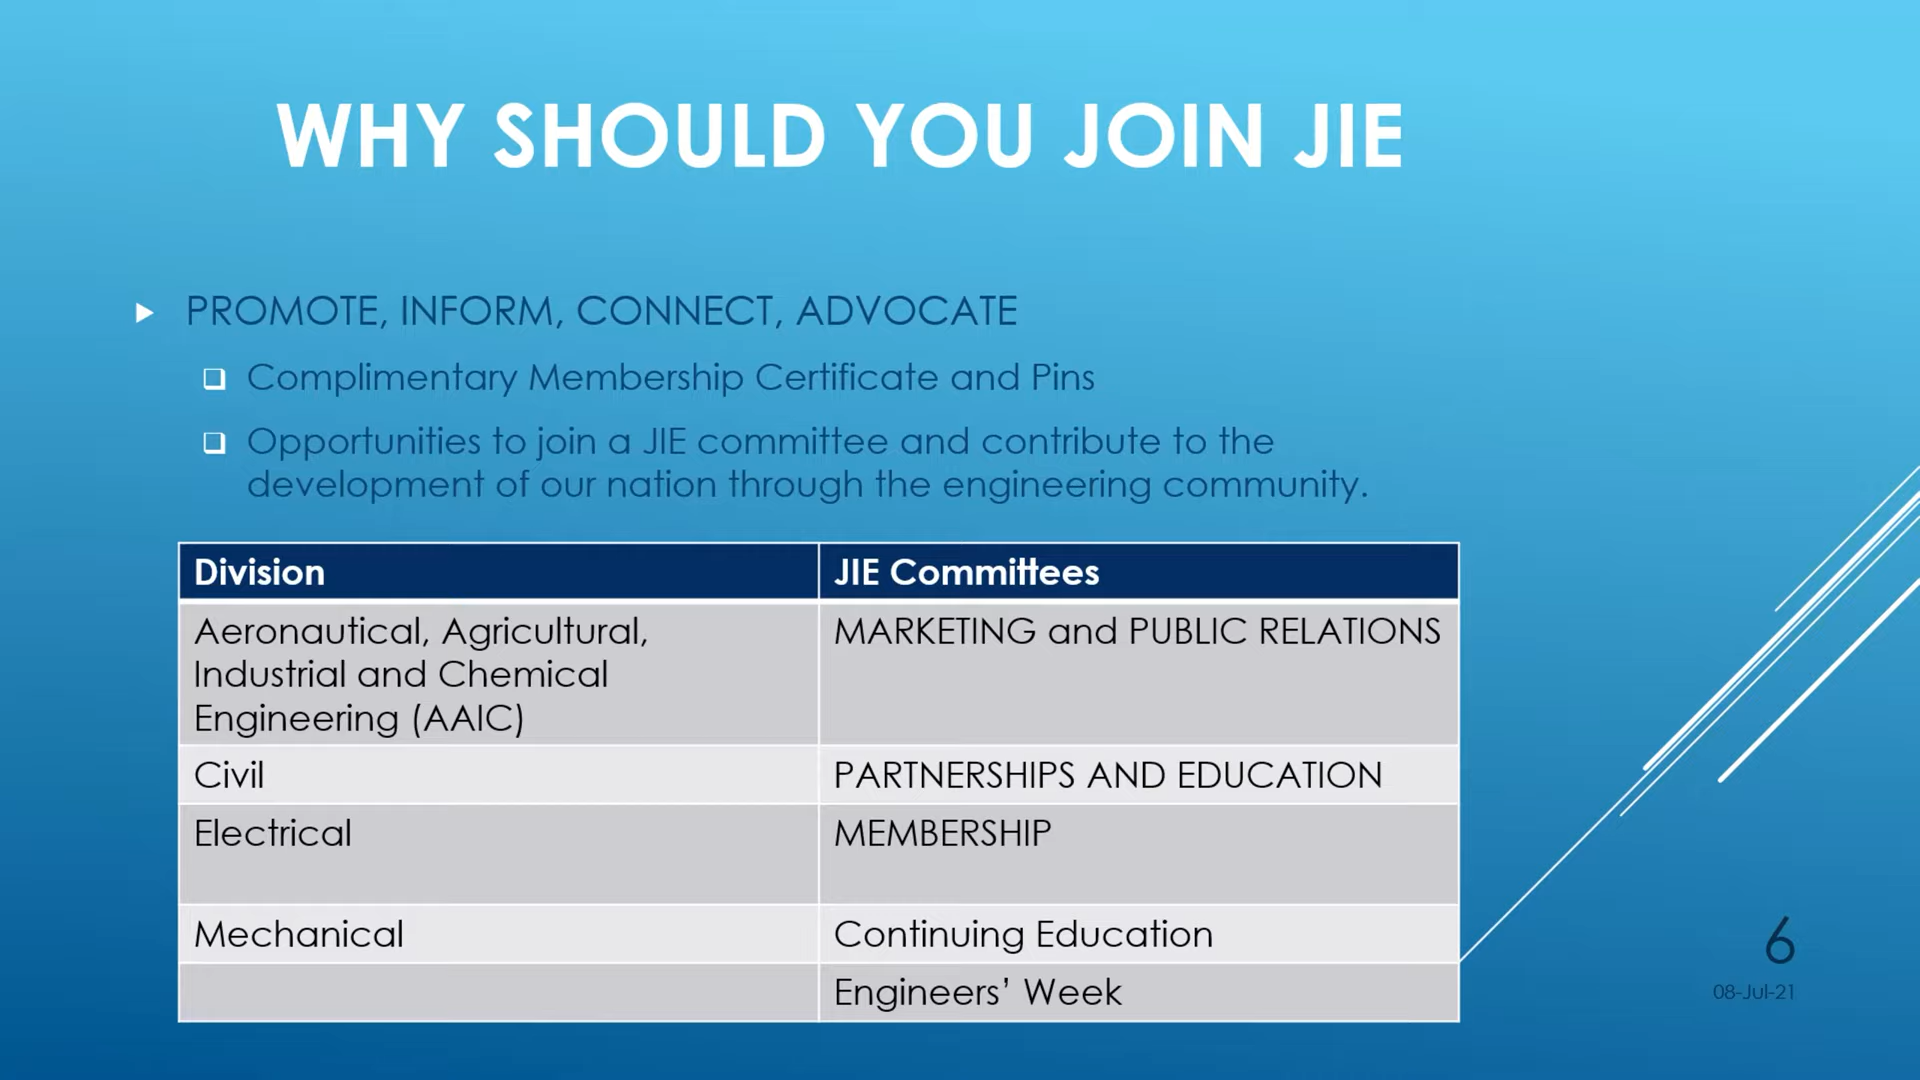 WHY SHOULD YOU JOIN JIE
PROMOTE, INFORM, CONNECT, ADVOCATE
Complimentary Membership Certificate and Pins
Opportunities to join a JIE committee and contribute to the
development of our nation through the engineering community.
Division
JIE Committees
Aeronautical, Agricultural,
Industrial and Chemical
Engineering (AAIC)
MARKETING and PUBLIC RELATIONS
Civil
PARTNERSHIPS AND EDUCATION
Electrical
MEMBERSHIP
Mechanical
Continuing Education
Engineers’ Week
6
08-Jul-21